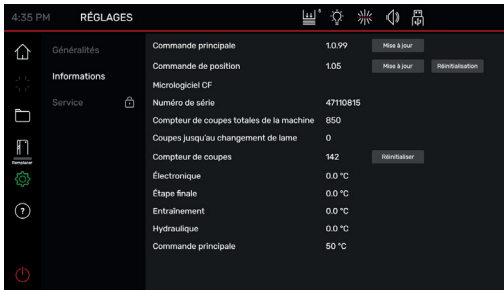 4:35 PM RÉGLAGES
Généralités
Informations
Service
Remplacer
Commande principale 1.0.99 Mise à jour
Commande de position 1.05 Mise à jour Réinitialisation
Micrologiciel CF
Numéro de série 47110815
Compteur de coupes totales de la machine 850
Coupes jusqu'au changement de lame 0
Compteur de coupes 142 Réinitialiser
Électronique 0.0 °C
Étape finale 0.0 °C
Entraînement 0.0 °C
Hydraulique 0.0 °C
Commande principale 50 °C